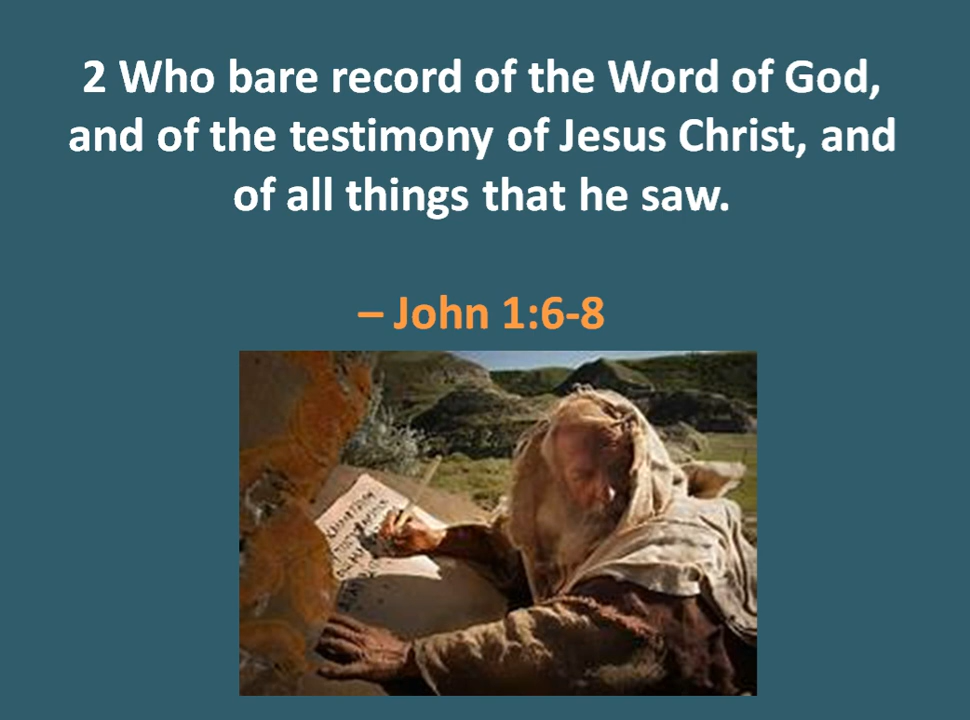 2 Who bare record of the Word of God,
and of the testimony of Jesus Christ, and
of all things that he saw.
– John 1:6-8